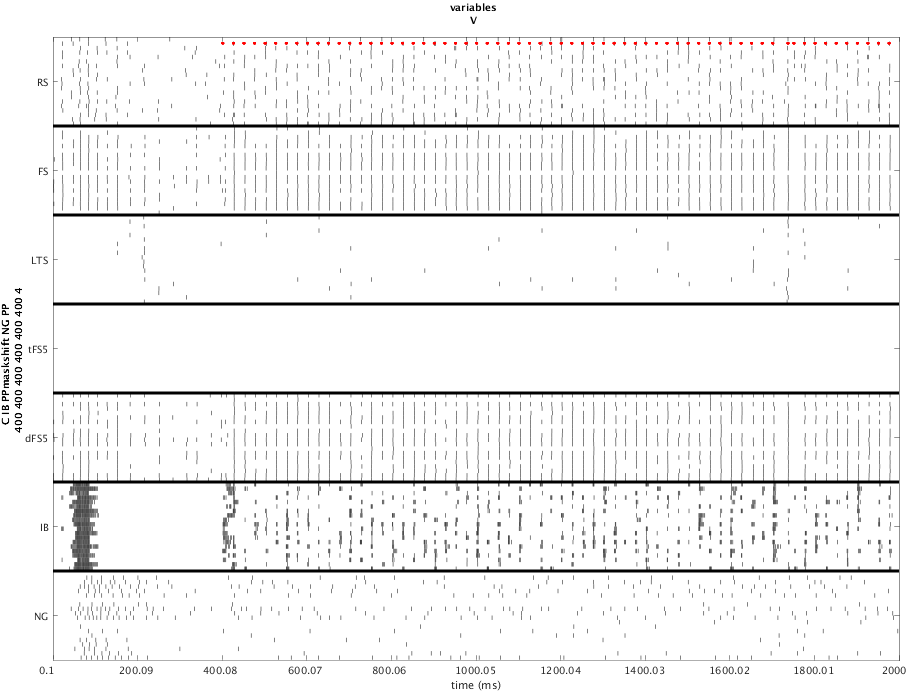 variables
V
RS
FS
LTS
tFS5
dFS5
IB
NG
C IB PPmaskshift NG PP
400 400 400 400 400 400 4
0.1 200.09 400.08 600.07 800.06 1000.05 1200.04 1400.03 1600.02 1800.01 2000
time (ms)